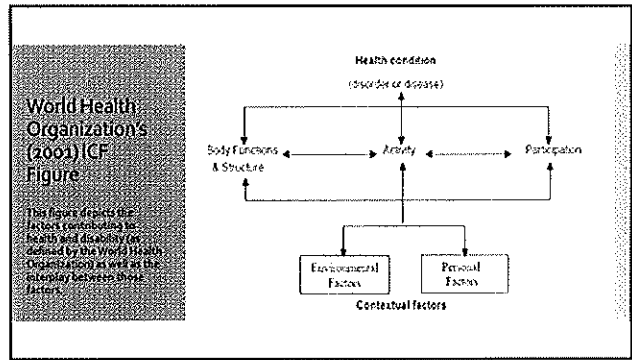 World Health
Organization's
(2001) ICF
Figure
This figure depicts the
factors contributing to
health and disability (as
defined by the World Health
Organization) as well as the
interplay between those
factors.
Health condition
(disorder or disease)
Body Functions
& Structure
Activity
Participation
Environmental
Factors
Personal
Factors
Contextual factors